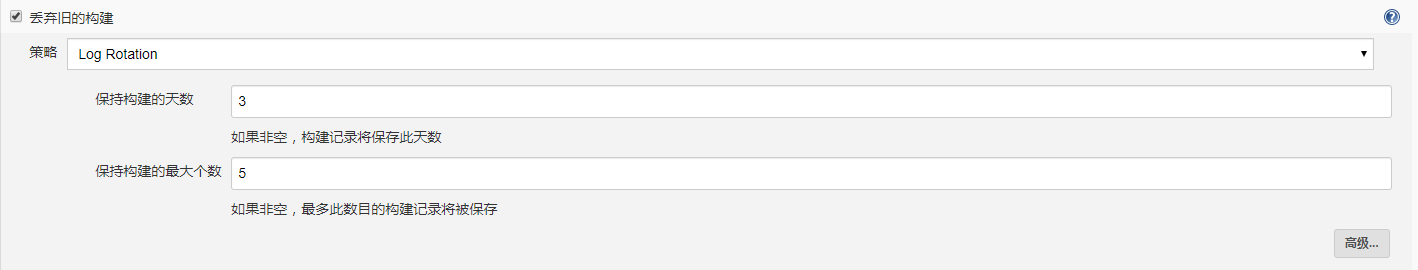 丢弃旧的构建
策略 Log Rotation
保持构建的天数 3
如果非空，构建记录将保存此天数
保持构建的最大个数 5
如果非空，最多此数目的构建记录将被保存
高级...